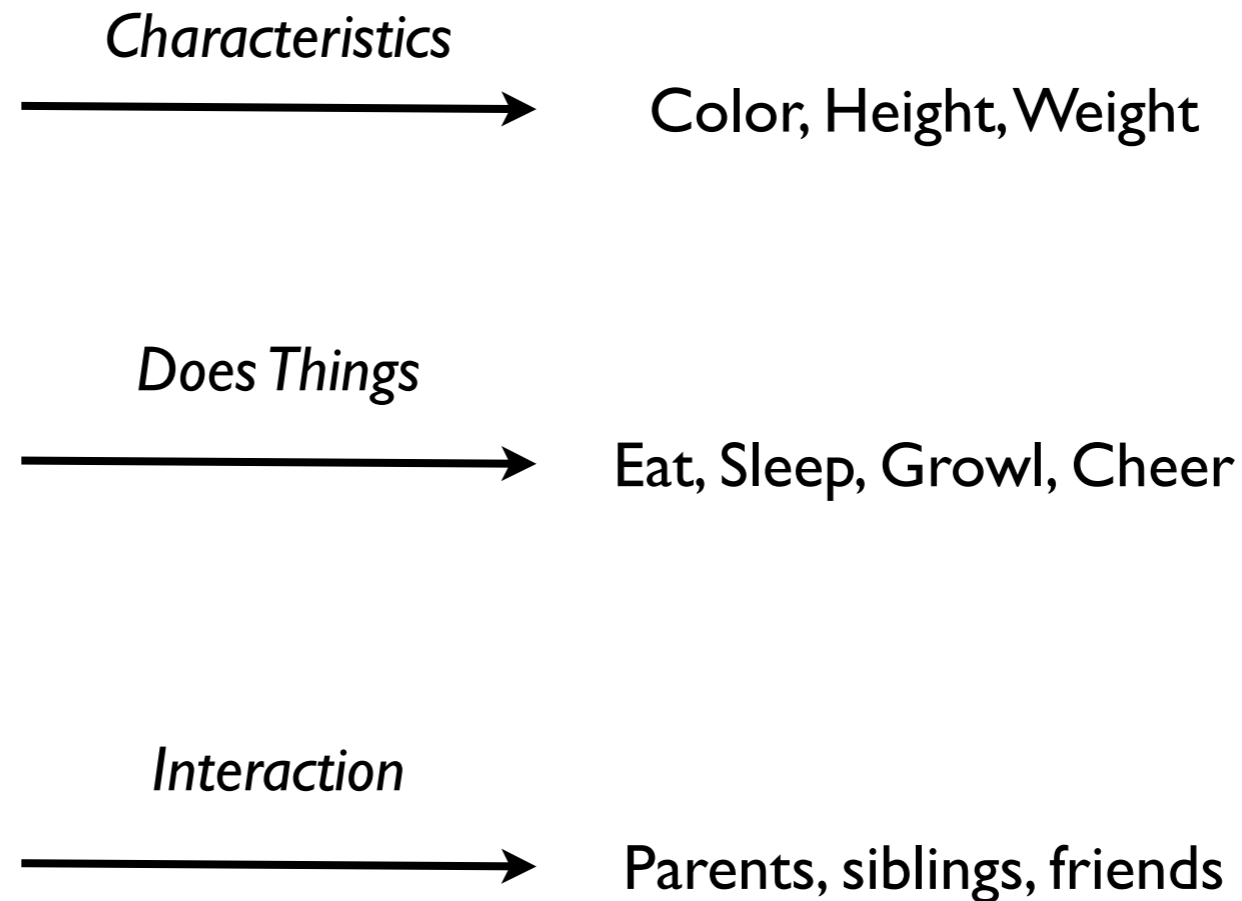 Characteristics
Color, Height, Weight
Does Things
Eat, Sleep, Growl, Cheer
Interaction
Parents, siblings, friends